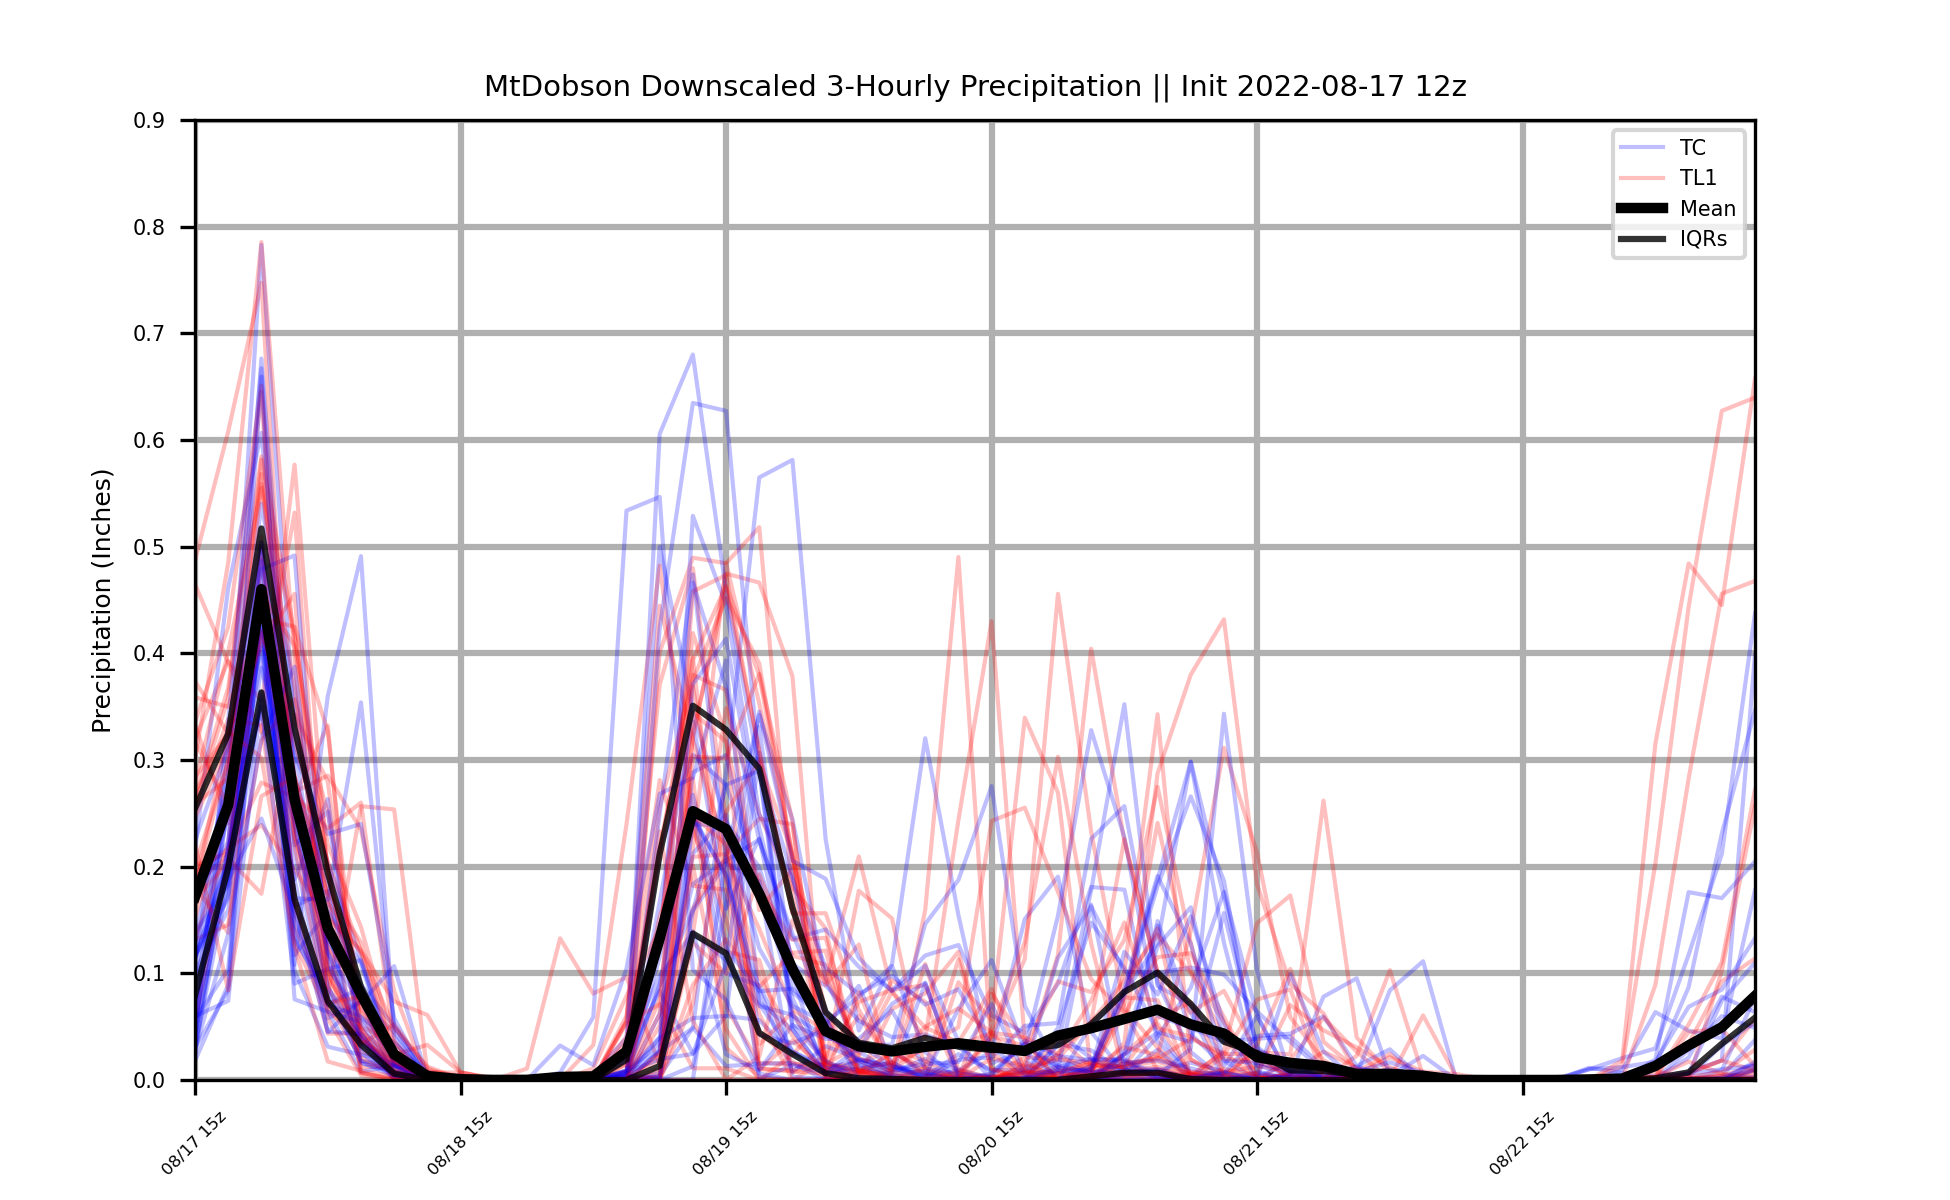 MtDobson Downscaled 3-Hourly Precipitation || Init 2022-08-17 12z
Precipitation (Inches)
0.9
0.8
0.7
0.6
0.5
0.4
0.3
0.2
0.1
0.0
TC
TL1
Mean
IQRs
08/17 15z
08/18 15z
08/19 15z
08/20 15z
08/21 15z
08/22 15z